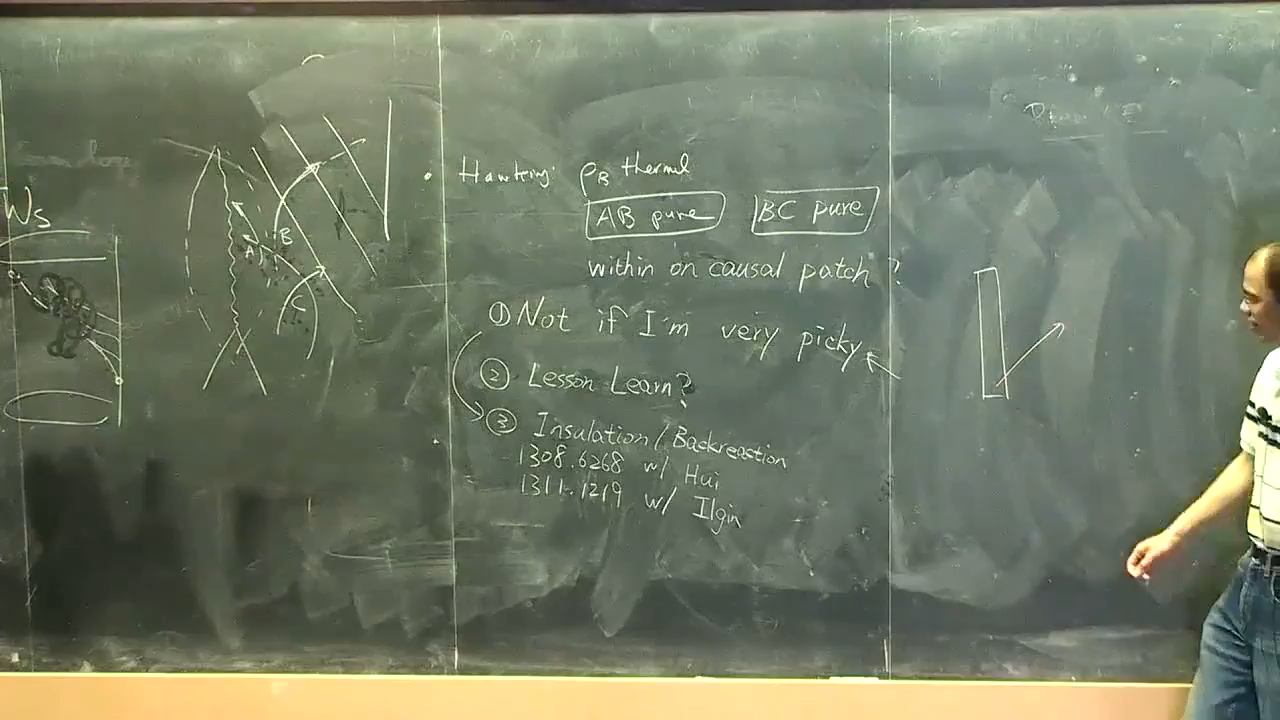 Ws
A
B
C
• Hawking: ρB thermal
AB pure BC pure
within on causal patch?
① Not if I'm very picky
② Lesson Learn?
③ Insulation/Backreaction
1308.6268 w/ Hui
1311.1219 w/ Ilgin